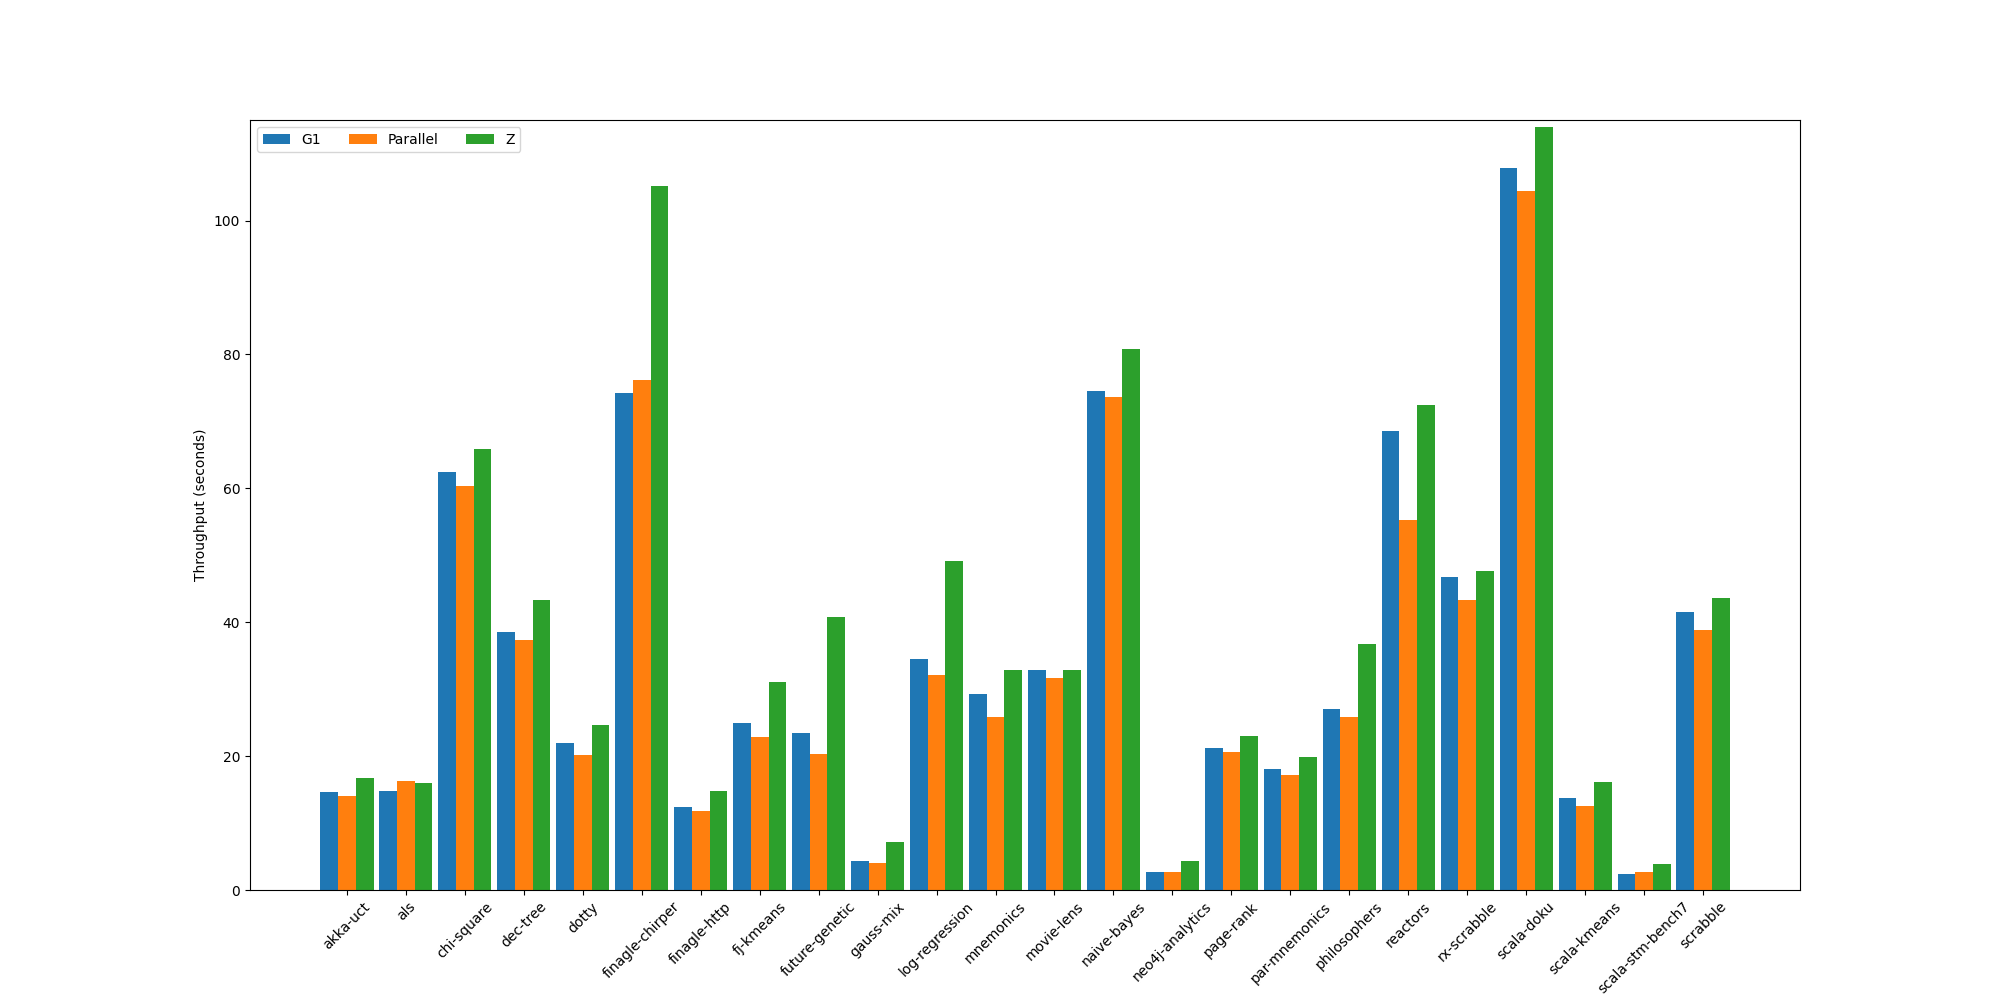 G1 Parallel Z
Throughput (seconds)
100
80
60
40
20
0
akka-uct
als
chi-square
dec-tree
dotty
finagle-chirper
finagle-http
fj-kmeans
future-genetic
gauss-mix
log-regression
mnemonics
movie-lens
naive-bayes
neo4j-analytics
page-rank
par-mnemonics
philosophers
reactors
rx-scrabble
scala-doku
scala-kmeans
scala-stm-bench7
scrabble